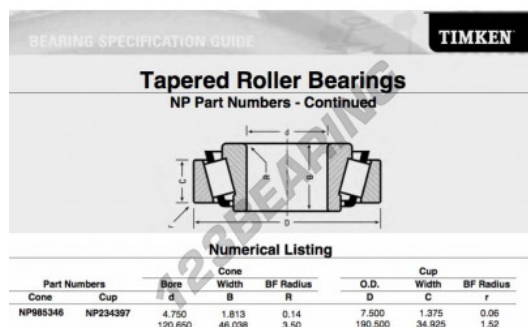 BEARING SPECIFICATION GUIDE
TIMKEN
Tapered Roller Bearings
NP Part Numbers - Continued
d
C
R
B
r
D
123BEARING
Numerical Listing
Cone Cup
Part Numbers Bore Width BF Radius O.D. Width BF Radius
Cone Cup d B R D C r
NP985346 NP234397 4.750 1.813 0.14 7.500 1.375 0.06
120.650 46.038 3.50 190.500 34.925 1.52